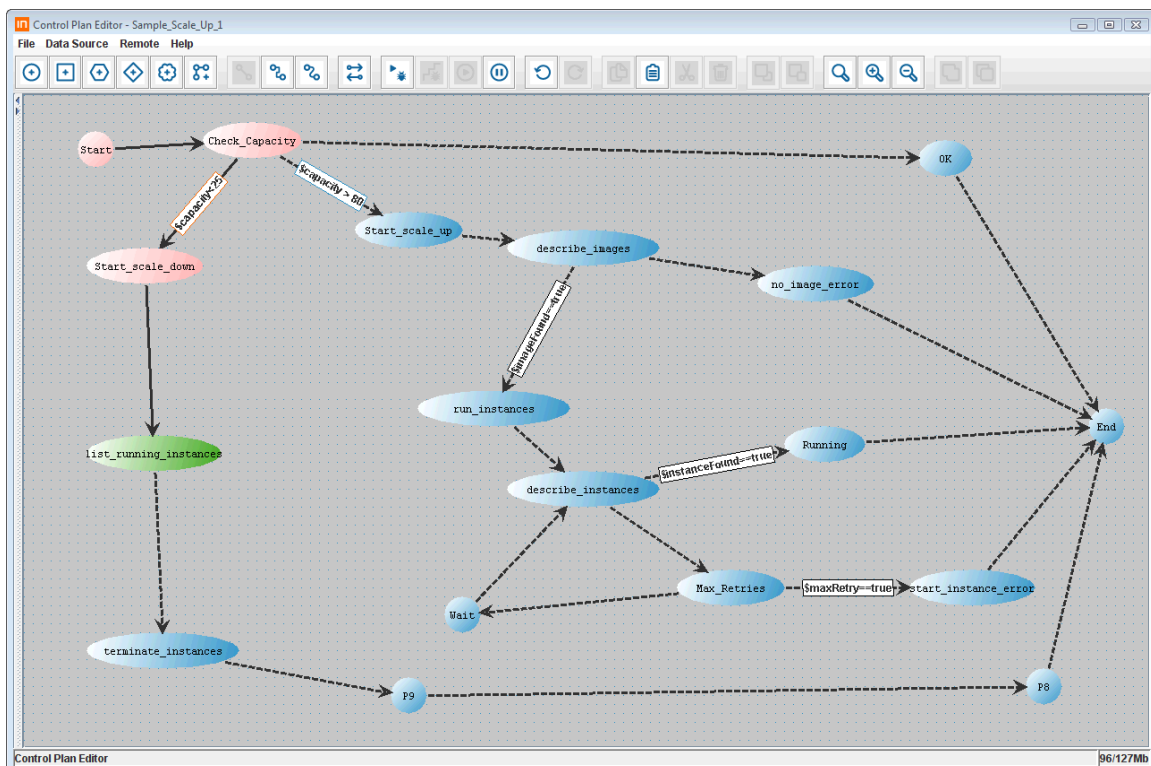 in Control Plan Editor - Sample_Scale_Up_1
File Data Source Remote Help
Start
Check_Capacity
OK
$capacity<25
$capacity > 80
Start_scale_up
describe_images
Start_scale_down
no_image_error
$imageFound==true
run_instances
End
list_running_instances
Running
$instanceFound==true
describe_instances
Max_Retries
$maxRetry==true
start_instance_error
Wait
terminate_instances
P9
P8
Control Plan Editor
96/127Mb